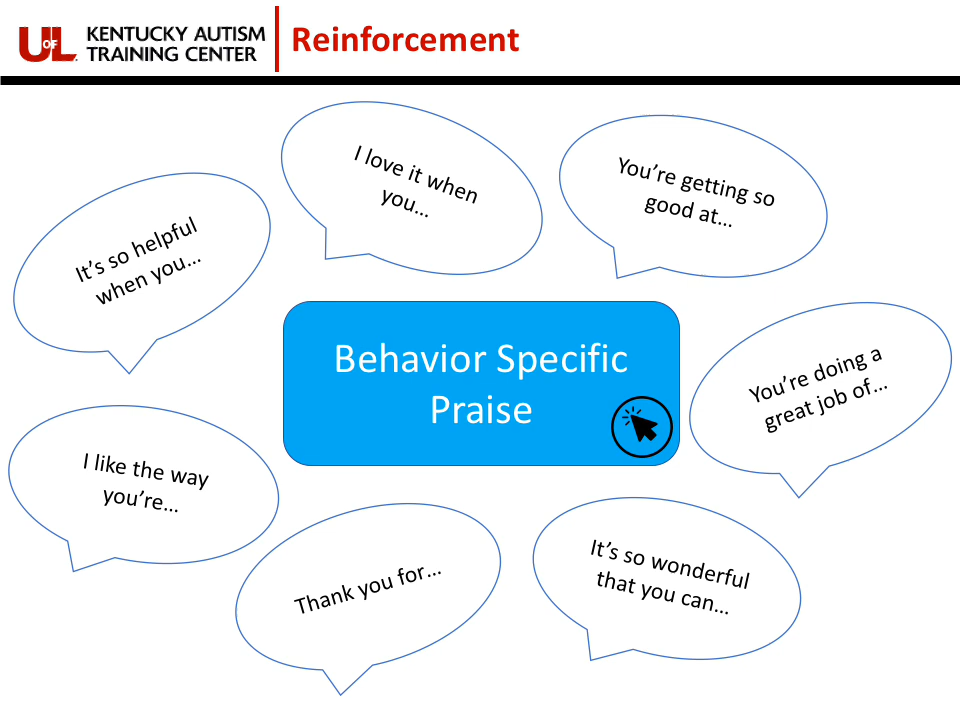 UofL
KENTUCKY AUTISM
TRAINING CENTER
Reinforcement
I love it when
you…
You’re getting so
good at…
It’s so helpful
when you…
Behavior Specific
Praise
You’re doing a
great job of…
I like the way
you’re…
Thank you for…
It’s so wonderful
that you can…